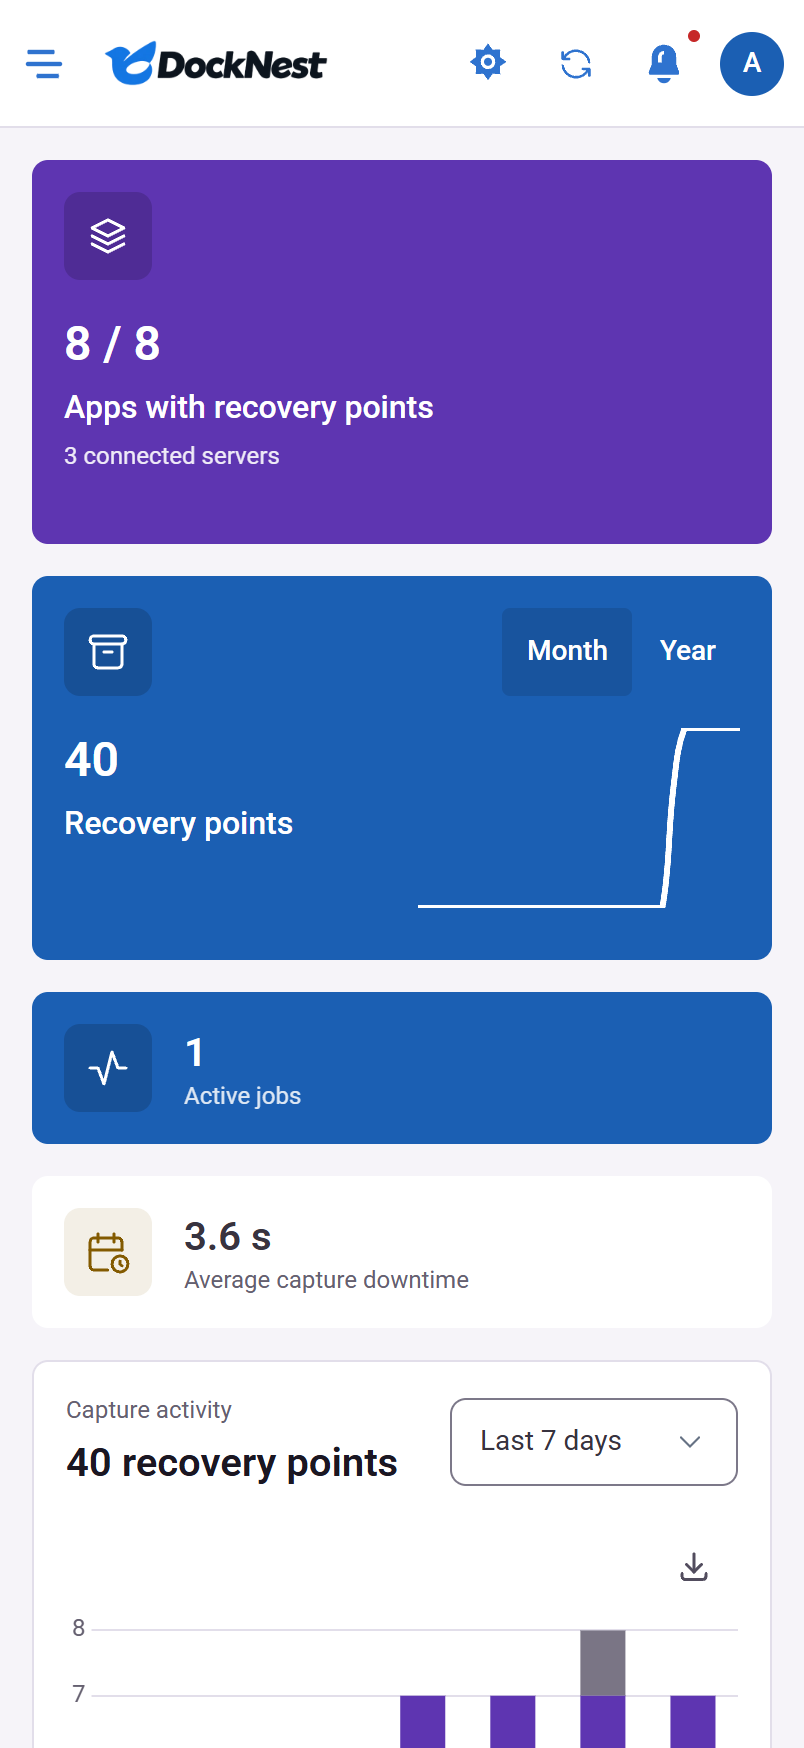 DockNest
A
8 / 8
Apps with recovery points
3 connected servers
Month Year
40
Recovery points
1
Active jobs
3.6 s
Average capture downtime
Capture activity
40 recovery points
Last 7 days
8
7